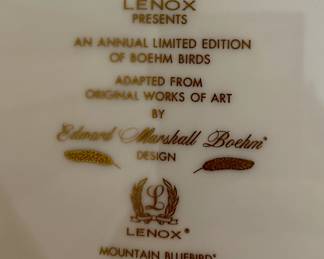 LENOX
PRESENTS
AN ANNUAL LIMITED EDITION
OF BOEHM BIRDS
ADAPTED FROM
ORIGINAL WORKS OF ART
BY
Edward Marshall Boehm*
DESIGN
L
LENOX®
MOUNTAIN BLUEBIRD*